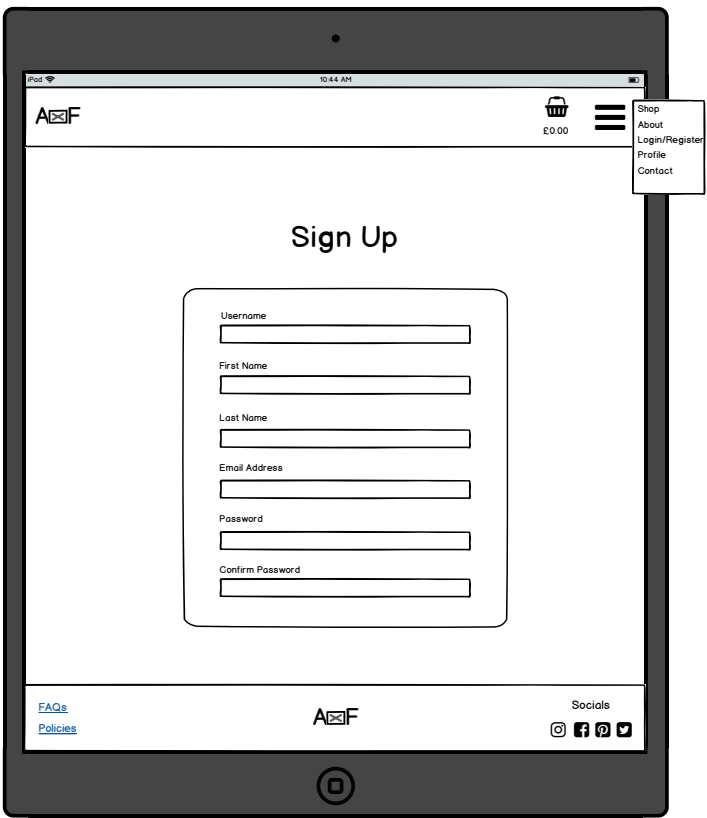 iPad
10:44 AM
A F
£0.00
Shop
About
Login/Register
Profile
Contact
Sign Up
Username
First Name
Last Name
Email Address
Password
Confirm Password
FAQs
Policies
A F
Socials